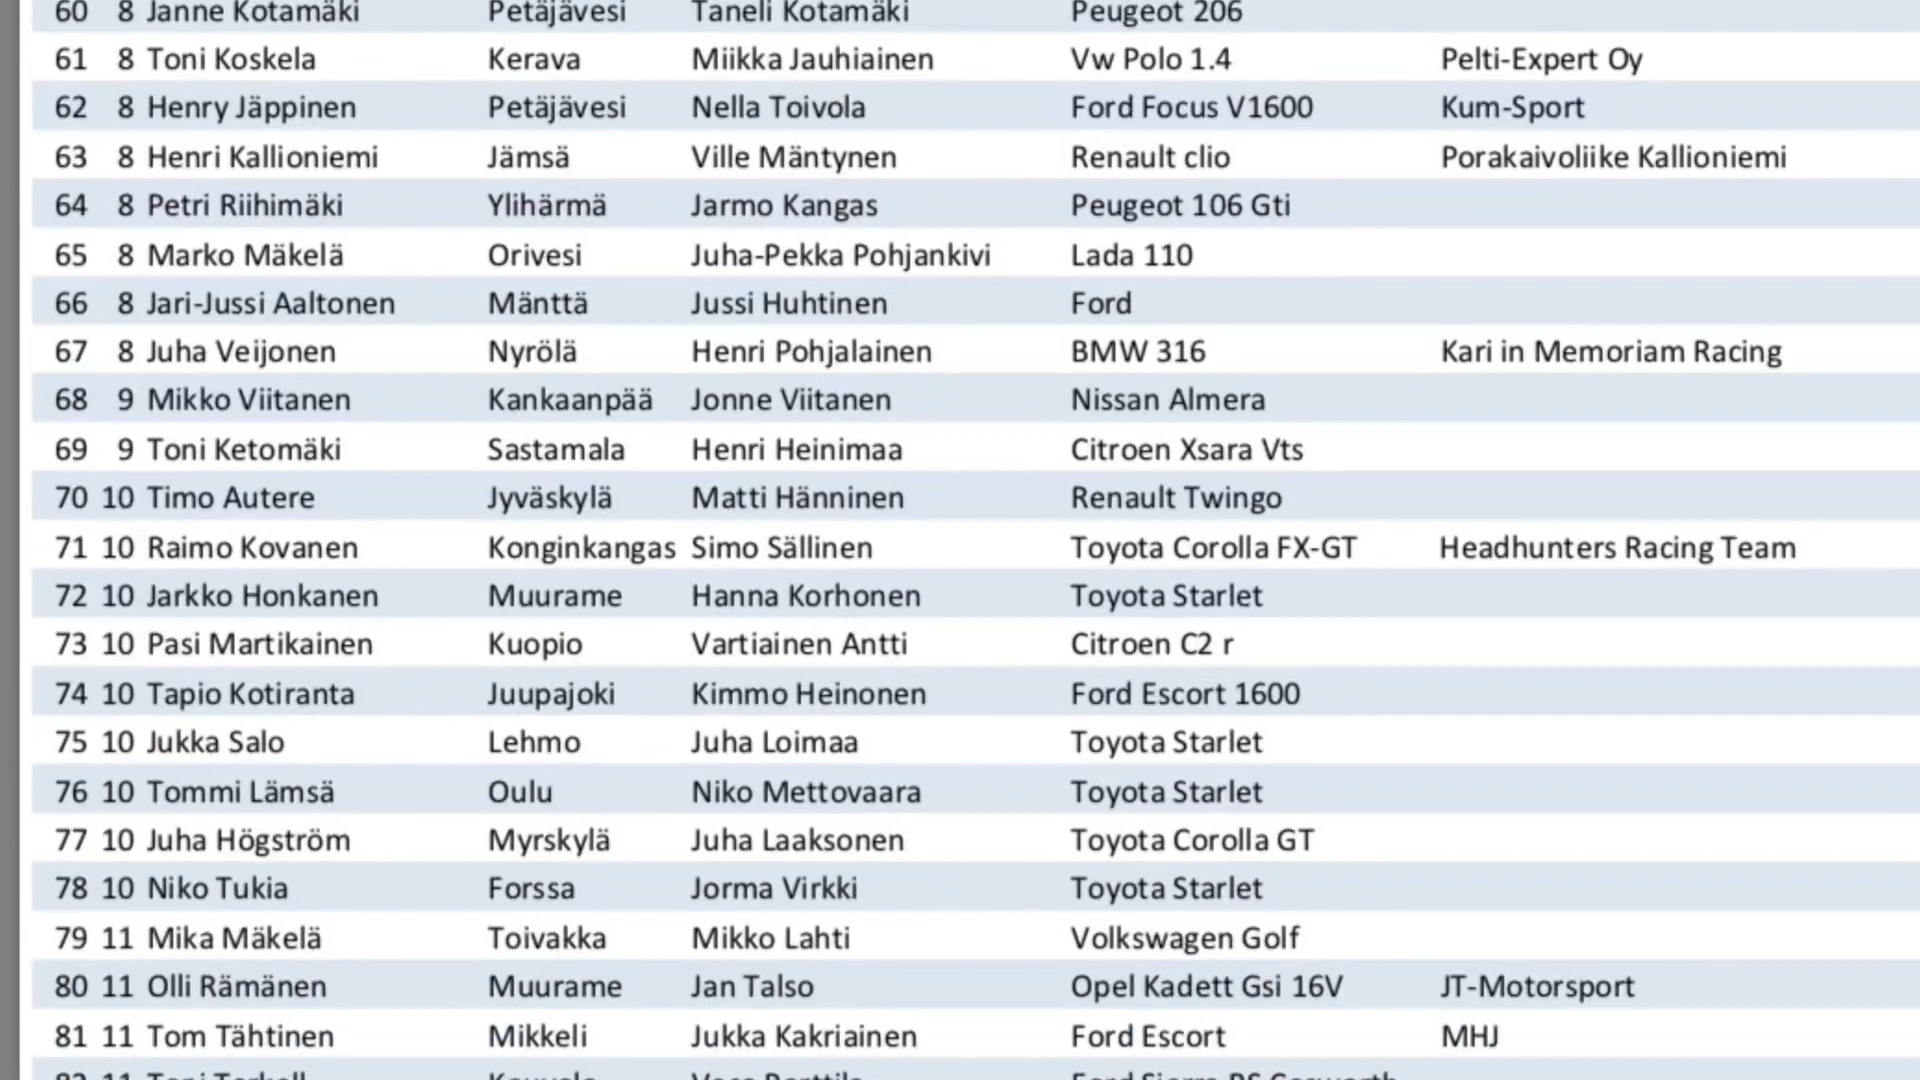 60 8 Janne Kotamäki Petäjävesi Taneli Kotamäki Peugeot 206
61 8 Toni Koskela Kerava Miikka Jauhiainen Vw Polo 1.4 Pelti-Expert Oy
62 8 Henry Jäppinen Petäjävesi Nella Toivola Ford Focus V1600 Kum-Sport
63 8 Henri Kallioniemi Jämsä Ville Mäntynen Renault clio Porakaivoliike Kallioniemi
64 8 Petri Riihimäki Ylihärmä Jarmo Kangas Peugeot 106 Gti
65 8 Marko Mäkelä Orivesi Juha-Pekka Pohjankivi Lada 110
66 8 Jari-Jussi Aaltonen Mänttä Jussi Huhtinen Ford
67 8 Juha Veijonen Nyrölä Henri Pohjalainen BMW 316 Kari in Memoriam Racing
68 9 Mikko Viitanen Kankaanpää Jonne Viitanen Nissan Almera
69 9 Toni Ketomäki Sastamala Henri Heinimaa Citroen Xsara Vts
70 10 Timo Autere Jyväskylä Matti Hänninen Renault Twingo
71 10 Raimo Kovanen Konginkangas Simo Sällinen Toyota Corolla FX-GT Headhunters Racing Team
72 10 Jarkko Honkanen Muurame Hanna Korhonen Toyota Starlet
73 10 Pasi Martikainen Kuopio Vartiainen Antti Citroen C2 r
74 10 Tapio Kotiranta Juupajoki Kimmo Heinonen Ford Escort 1600
75 10 Jukka Salo Lehmo Juha Loimaa Toyota Starlet
76 10 Tommi Lämsä Oulu Niko Mettovaara Toyota Starlet
77 10 Juha Högström Myrskylä Juha Laaksonen Toyota Corolla GT
78 10 Niko Tukia Forssa Jorma Virkki Toyota Starlet
79 11 Mika Mäkelä Toivakka Mikko Lahti Volkswagen Golf
80 11 Olli Rämänen Muurame Jan Talso Opel Kadett Gsi 16V JT-Motorsport
81 11 Tom Tähtinen Mikkeli Jukka Kakriainen Ford Escort MHJ